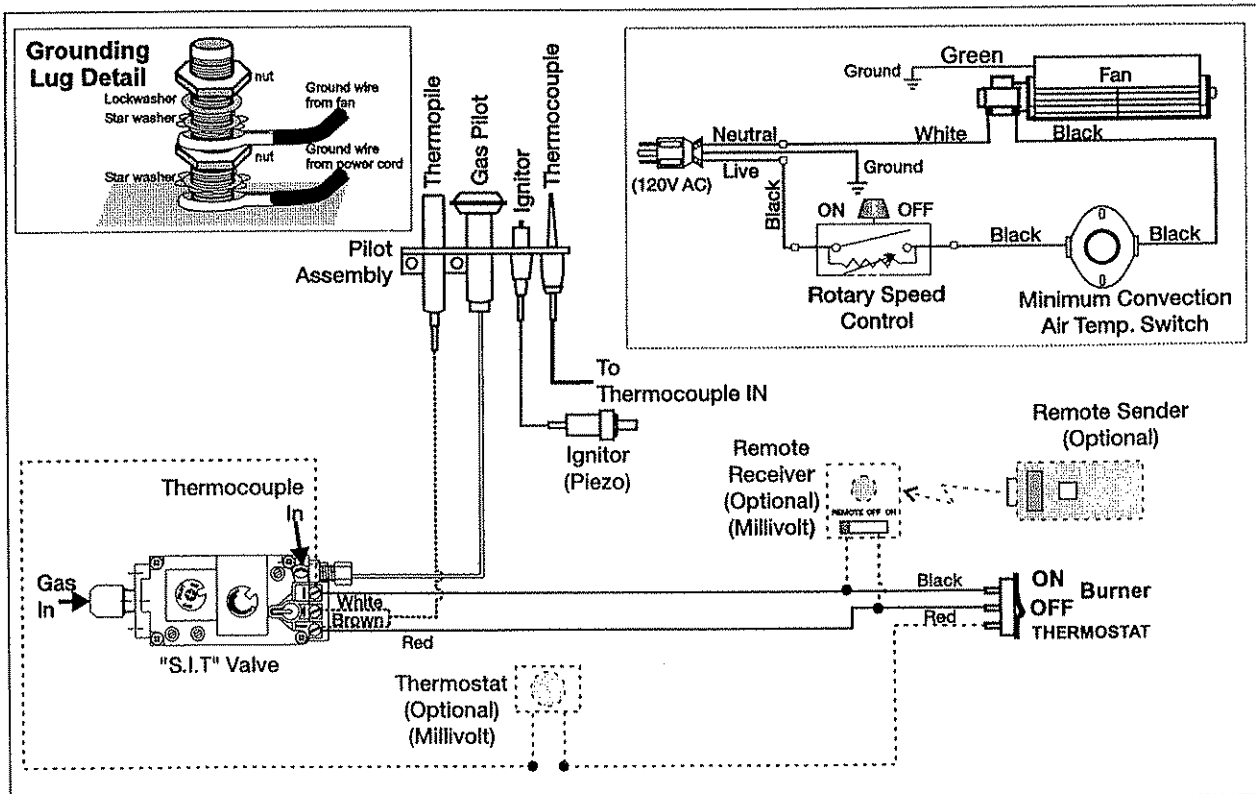 Grounding
Lug Detail
nut
Lockwashor
Star washer
nut
Star washer
Ground wire
from fan
Ground wire
from power cord
Thermopile
Gas Pilot
Ignitor
Thermocouple
Pilot
Assembly
To
Thermocouple IN
Ignitor
(Piezo)
Green
Ground
Fan
Neutral
White
Black
Live
(120V AC)
Ground
Black
ON
OFF
Black
Black
Rotary Speed
Control
Minimum Convection
Air Temp. Switch
Remote Sender
(Optional)
Remote
Receiver
(Optional)
(Millivolt)
REMOTE OFF ON
Thermocouple
In
Gas
In
White
Brown
Red
"S.I.T" Valve
Black
Red
ON
Burner
OFF
THERMOSTAT
Thermostat
(Optional)
(Millivolt)